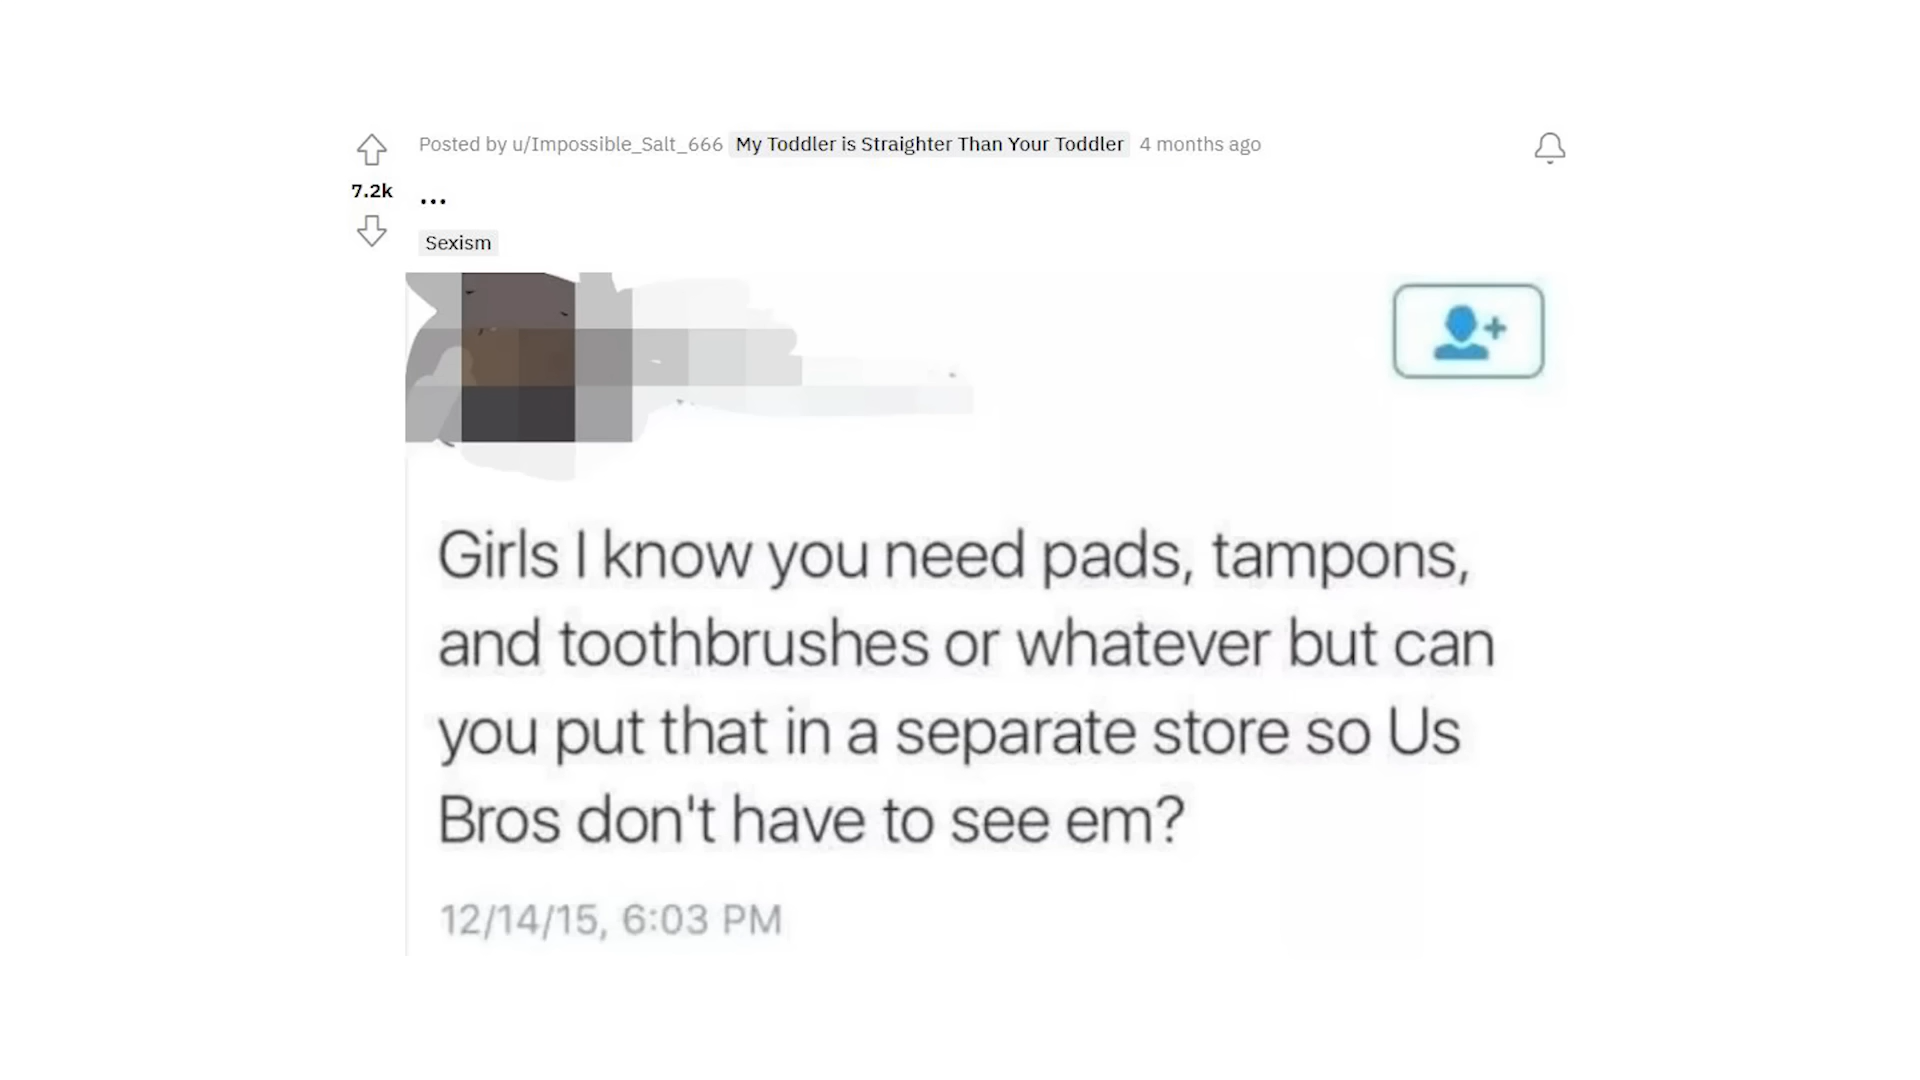 Posted by u/Impossible_Salt_666 My Toddler is Straighter Than Your Toddler 4 months ago
7.2k
...
Sexism
Girls I know you need pads, tampons,
and toothbrushes or whatever but can
you put that in a separate store so Us
Bros don't have to see em?
12/14/15, 6:03 PM